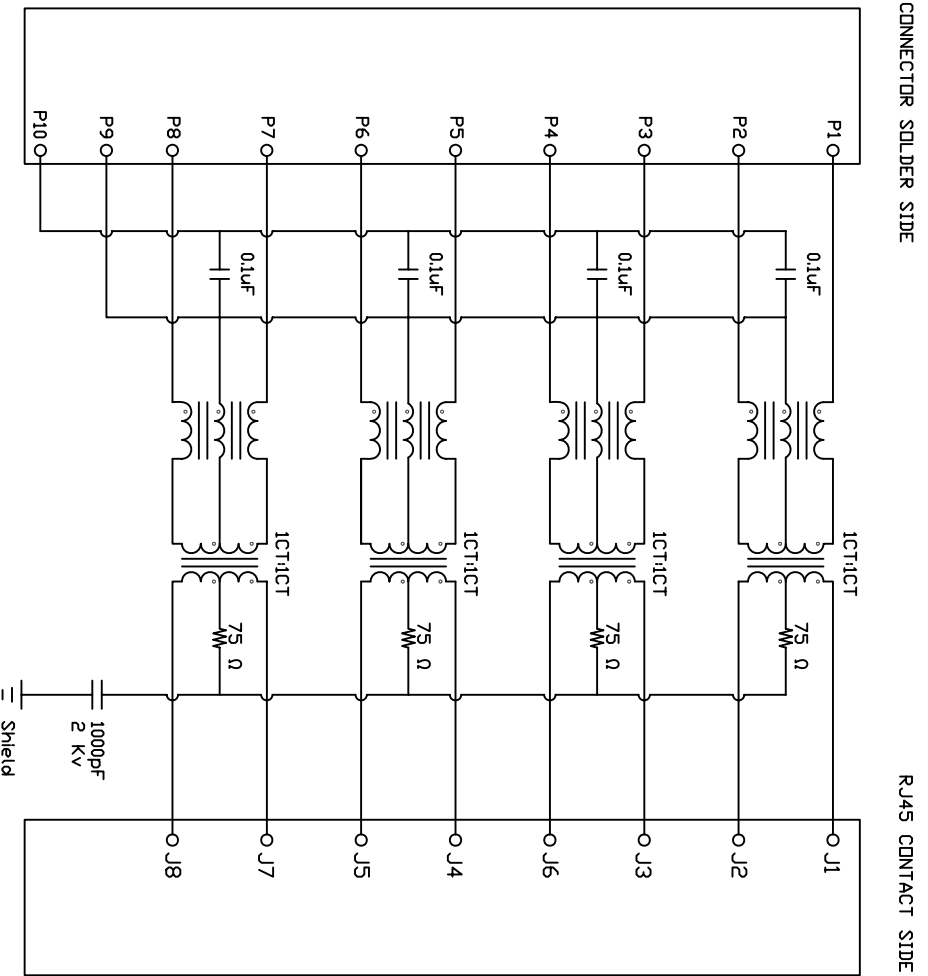 CONNECTOR SOLDER SIDE
RJ45 CONTACT SIDE
P1
P2
P3
P4
P5
P6
P7
P8
P9
P10
0.1uF
0.1uF
0.1uF
0.1uF
1CT:1CT
1CT:1CT
1CT:1CT
1CT:1CT
75 Ω
75 Ω
75 Ω
75 Ω
1000pF
2 Kv
Shield
J1
J2
J3
J6
J4
J5
J7
J8